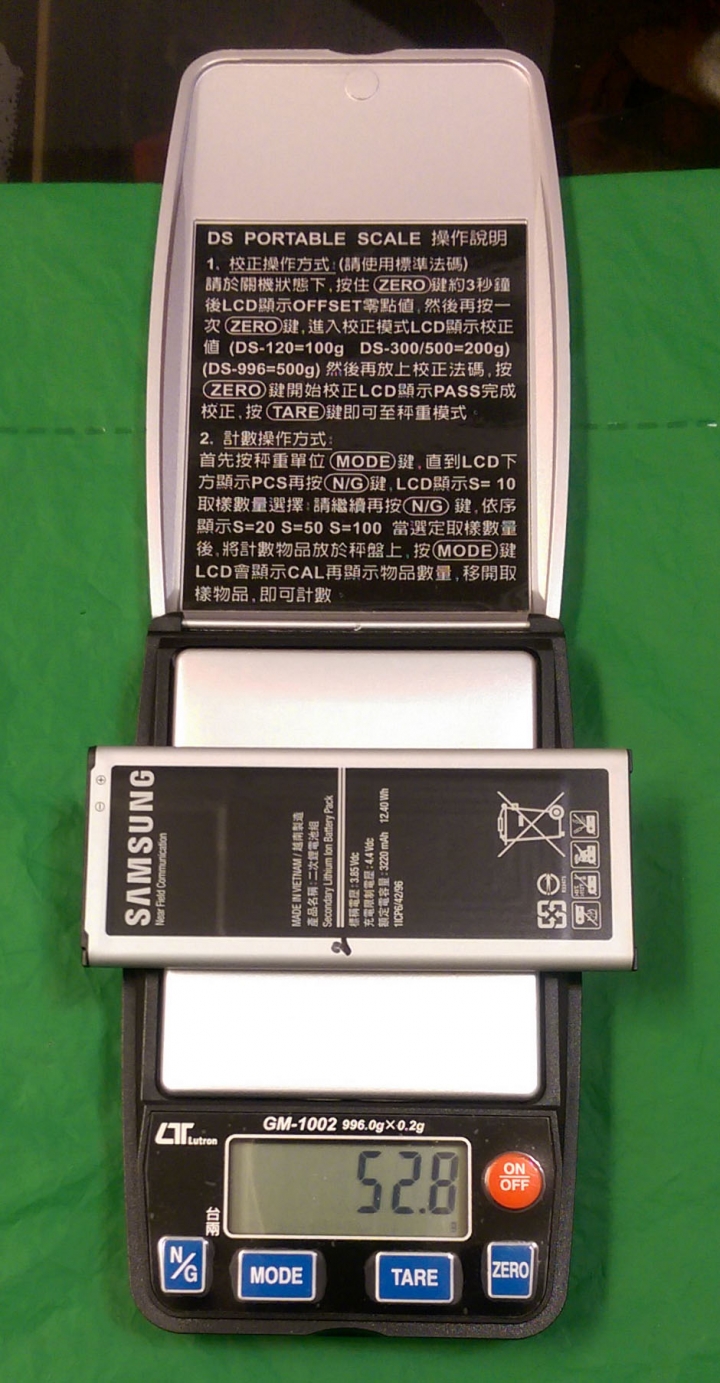 DS PORTABLE SCALE 操作説明
1. 校正操作方式:(請使用標準法碼)
請於關機狀態下,按住 ZERO 鍵約3秒鐘
後LCD顯示OFFSET零點值,然後再按一
次 ZERO 鍵,進入校正模式LCD顯示校正
值 (DS-120=100g DS-300/500=200g)
(DS-996=500g) 然後再放上校正法碼,按
ZERO 鍵開始校正LCD顯示PASS完成
校正,按 TARE 鍵即可至秤重模式
2. 計數操作方式:
首先按秤重單位 MODE 鍵,直到LCD下
方顯示PCS再按 N/G 鍵,LCD顯示S= 10
取樣數量選擇 請繼續再按 N/G 鍵,依序
顯示S=20 S=50 S=100 當選定取樣數量
後,將計數物品放於秤盤上,按 MODE 鍵
LCD會顯示CAL再顯示物品數量,移開取
樣物品,即可計數
SAMSUNG
Near Field Communication
MADE IN VIETNAM / 越南製造
產品名稱 : 二次鋰電池組
Secondary Lithium Ion Battery Pack
標稱電壓 : 3.85 Vdc
充電限制電壓 : 4.4 Vdc
額定電容量 : 3220 mAh 12.40 Wh
1ICP6/42/96
2
GM-1002 996.0g×0.2g
LT Lutron
52.8
g
ON
OFF
台兩
N/G
MODE
TARE
ZERO